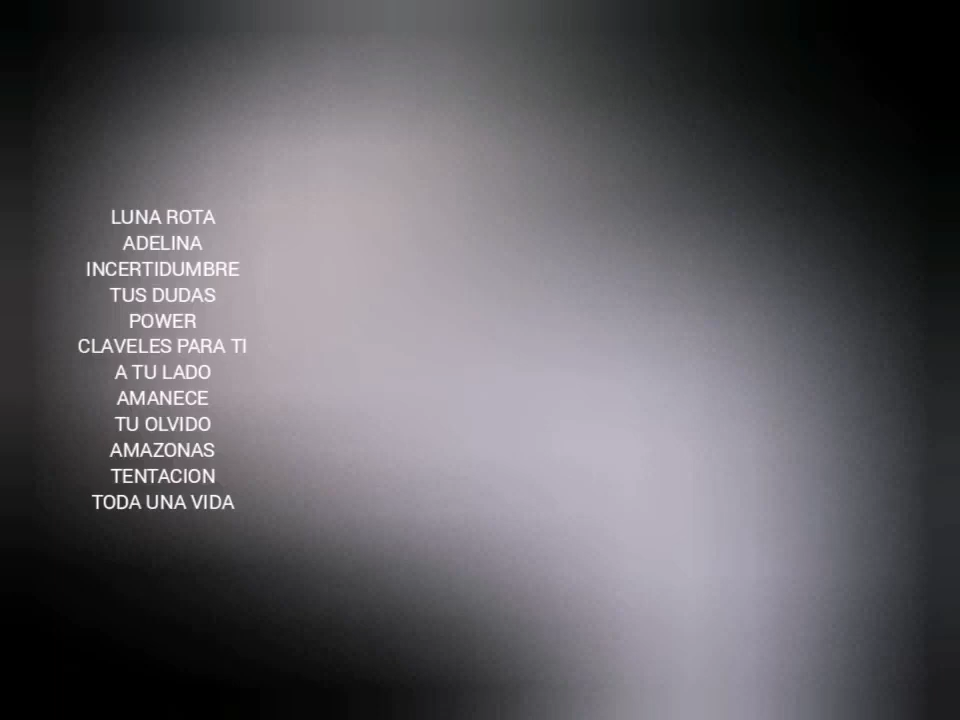 LUNA ROTA
ADELINA
INCERTIDUMBRE
TUS DUDAS
POWER
CLAVELES PARA TI
A TU LADO
AMANECE
TU OLVIDO
AMAZONAS
TENTACION
TODA UNA VIDA